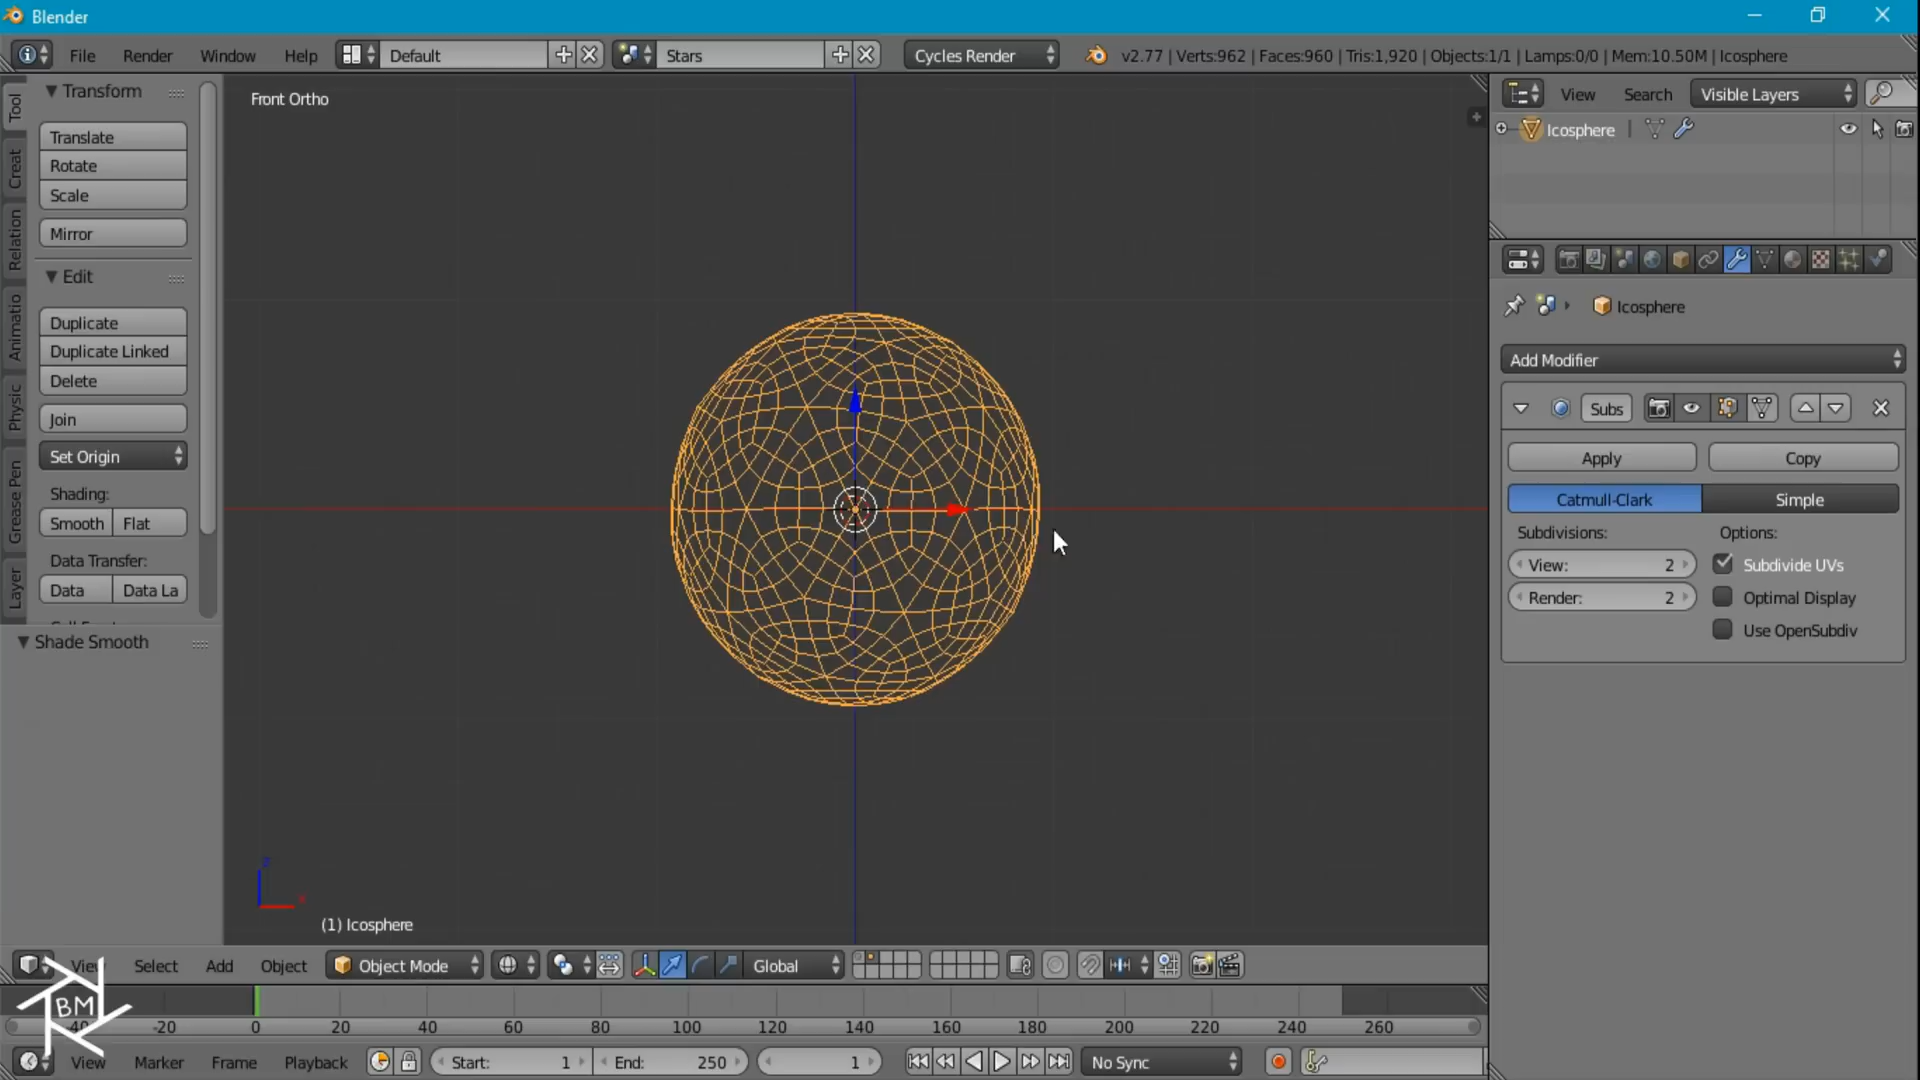 Blender
File Render Window Help Default Stars Cycles Render v2.77 | Verts:962 | Faces:960 | Tris:1,920 | Objects:1/1 | Lamps:0/0 | Mem:10.50M | Icosphere
Tool
Creat
Relation
Animatio
Physic
Grease Pen
Layer
Transform
Translate
Rotate
Scale
Mirror
Edit
Duplicate
Duplicate Linked
Delete
Join
Set Origin
Shading:
Smooth Flat
Data Transfer:
Data Data La
Shade Smooth
Front Ortho
z
x
(1) Icosphere
View Search Visible Layers
Icosphere
Icosphere
Add Modifier
Subs
Apply Copy
Catmull-Clark Simple
Subdivisions: Options:
View: 2 Subdivide UVs
Render: 2 Optimal Display
Use OpenSubdiv
View Select Add Object Object Mode Global
BM
-40 -20 0 20 40 60 80 100 120 140 160 180 200 220 240 260
View Marker Frame Playback Start: 1 End: 250 1 No Sync